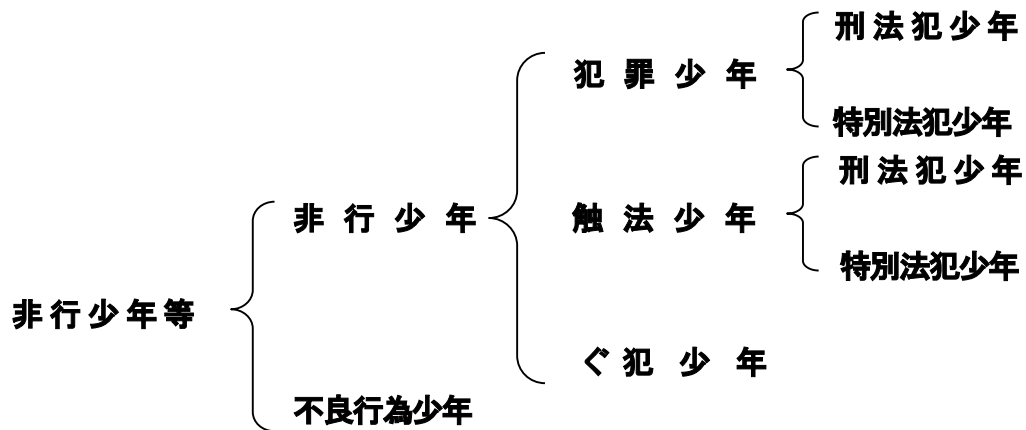 刑法犯少年
犯罪少年
特別法犯少年
刑法犯少年
非行少年
触法少年
特別法犯少年
非行少年等
ぐ犯少年
不良行為少年